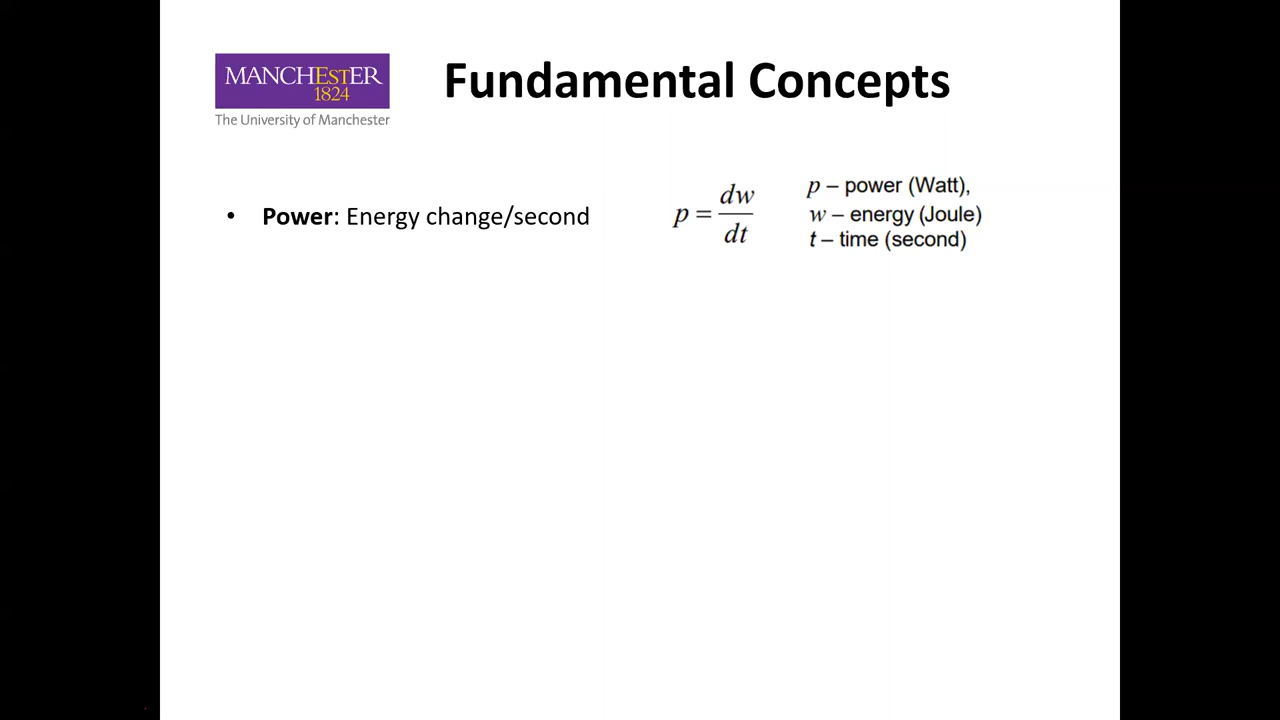 MANCHESTER
1824
The University of Manchester
Fundamental Concepts
• Power: Energy change/second
p = dw/dt
p – power (Watt),
w – energy (Joule)
t – time (second)